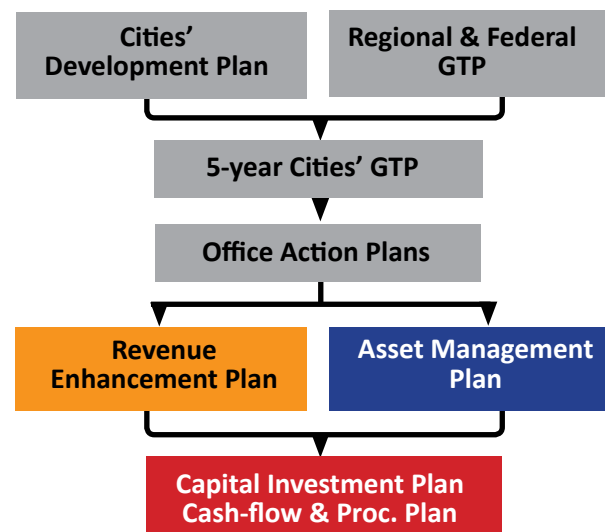 Cities’
Development Plan
Regional & Federal
GTP
5-year Cities’ GTP
Office Action Plans
Revenue
Enhancement Plan
Asset Management
Plan
Capital Investment Plan
Cash-flow & Proc. Plan